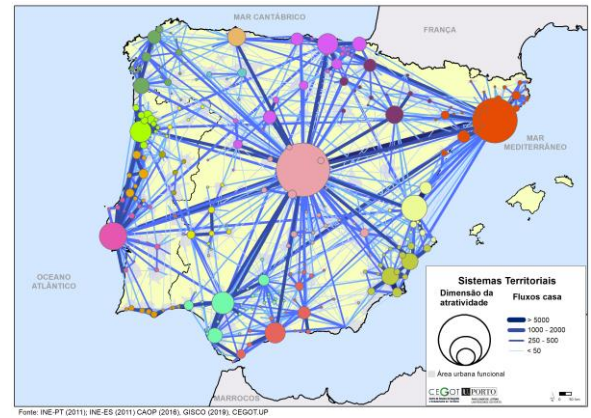 MAR CANTÁBRICO
FRANÇA
MAR
MEDITERRÂNEO
OCEANO
ATLÂNTICO
MARROCOS
Sistemas Territoriais
Dimensão da
atratividade
Fluxos casa
> 5000
1000 - 2000
250 - 500
< 50
Área urbana funcional
CEGOT U.PORTO
Fonte: INE-PT (2011); INE-ES (2011) CAOP (2018), GISCO (2019), CEGOT.UP